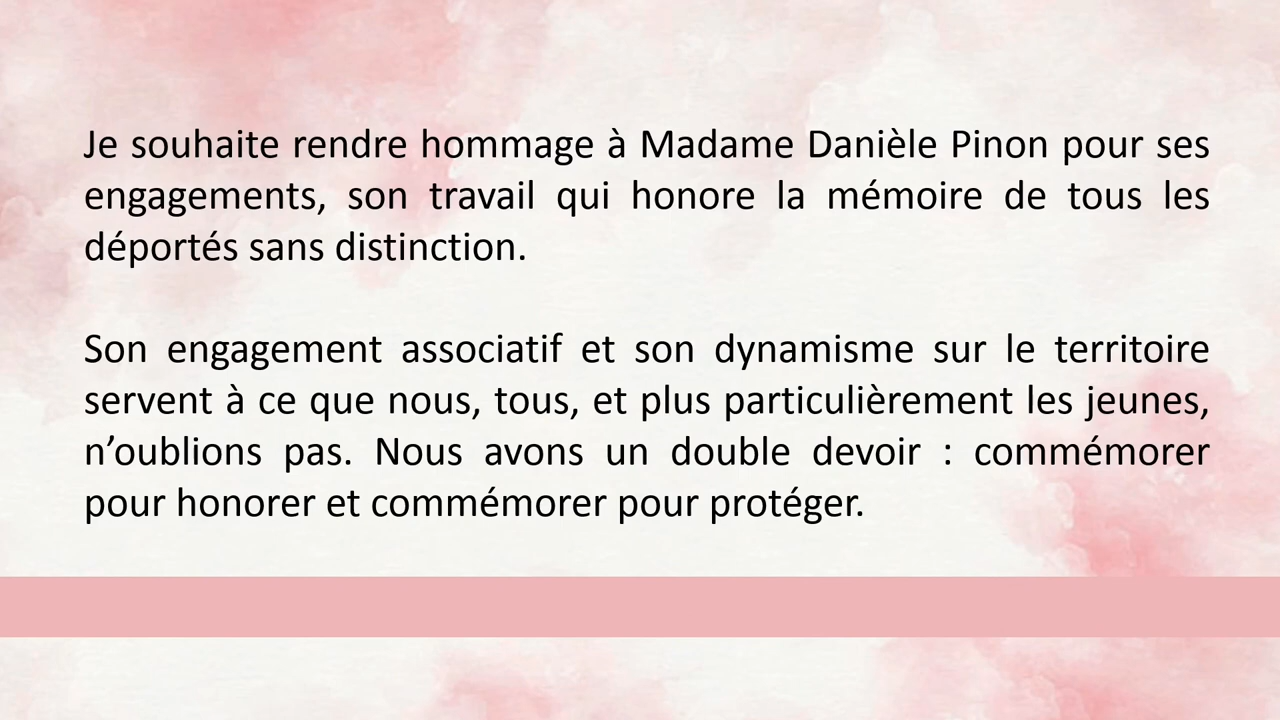 Je souhaite rendre hommage à Madame Danièle Pinon pour ses
engagements, son travail qui honore la mémoire de tous les
déportés sans distinction.
Son engagement associatif et son dynamisme sur le territoire
servent à ce que nous, tous, et plus particulièrement les jeunes,
n’oublions pas. Nous avons un double devoir : commémorer
pour honorer et commémorer pour protéger.